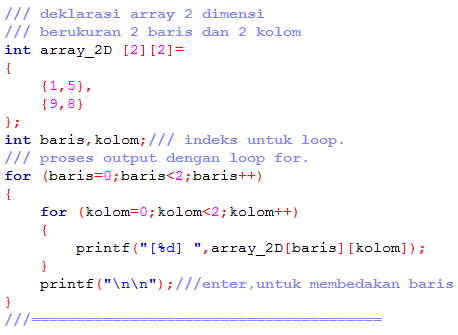 /// deklarasi array 2 dimensi
/// berukuran 2 baris dan 2 kolom
int array_2D [2][2]=
{
    {1,5},
    {9,8}
};
int baris,kolom;/// indeks untuk loop.
/// proses output dengan loop for.
for (baris=0;baris<2;baris++)
{
    for (kolom=0;kolom<2;kolom++)
    {
        printf("[%d] ",array_2D[baris][kolom]);
    }
    printf("\n\n");///enter,untuk membedakan baris
}
///=======================================